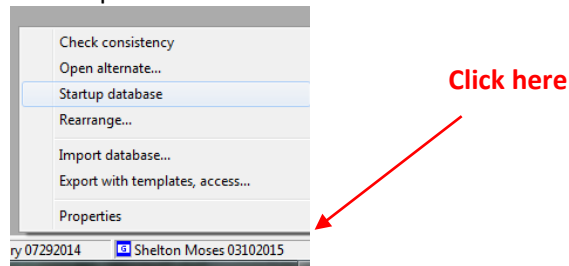 Check consistency
Open alternate...
Startup database
Click here
Rearrange...
Import database...
Export with templates, access...
Properties
ry 07292014 Shelton Moses 03102015